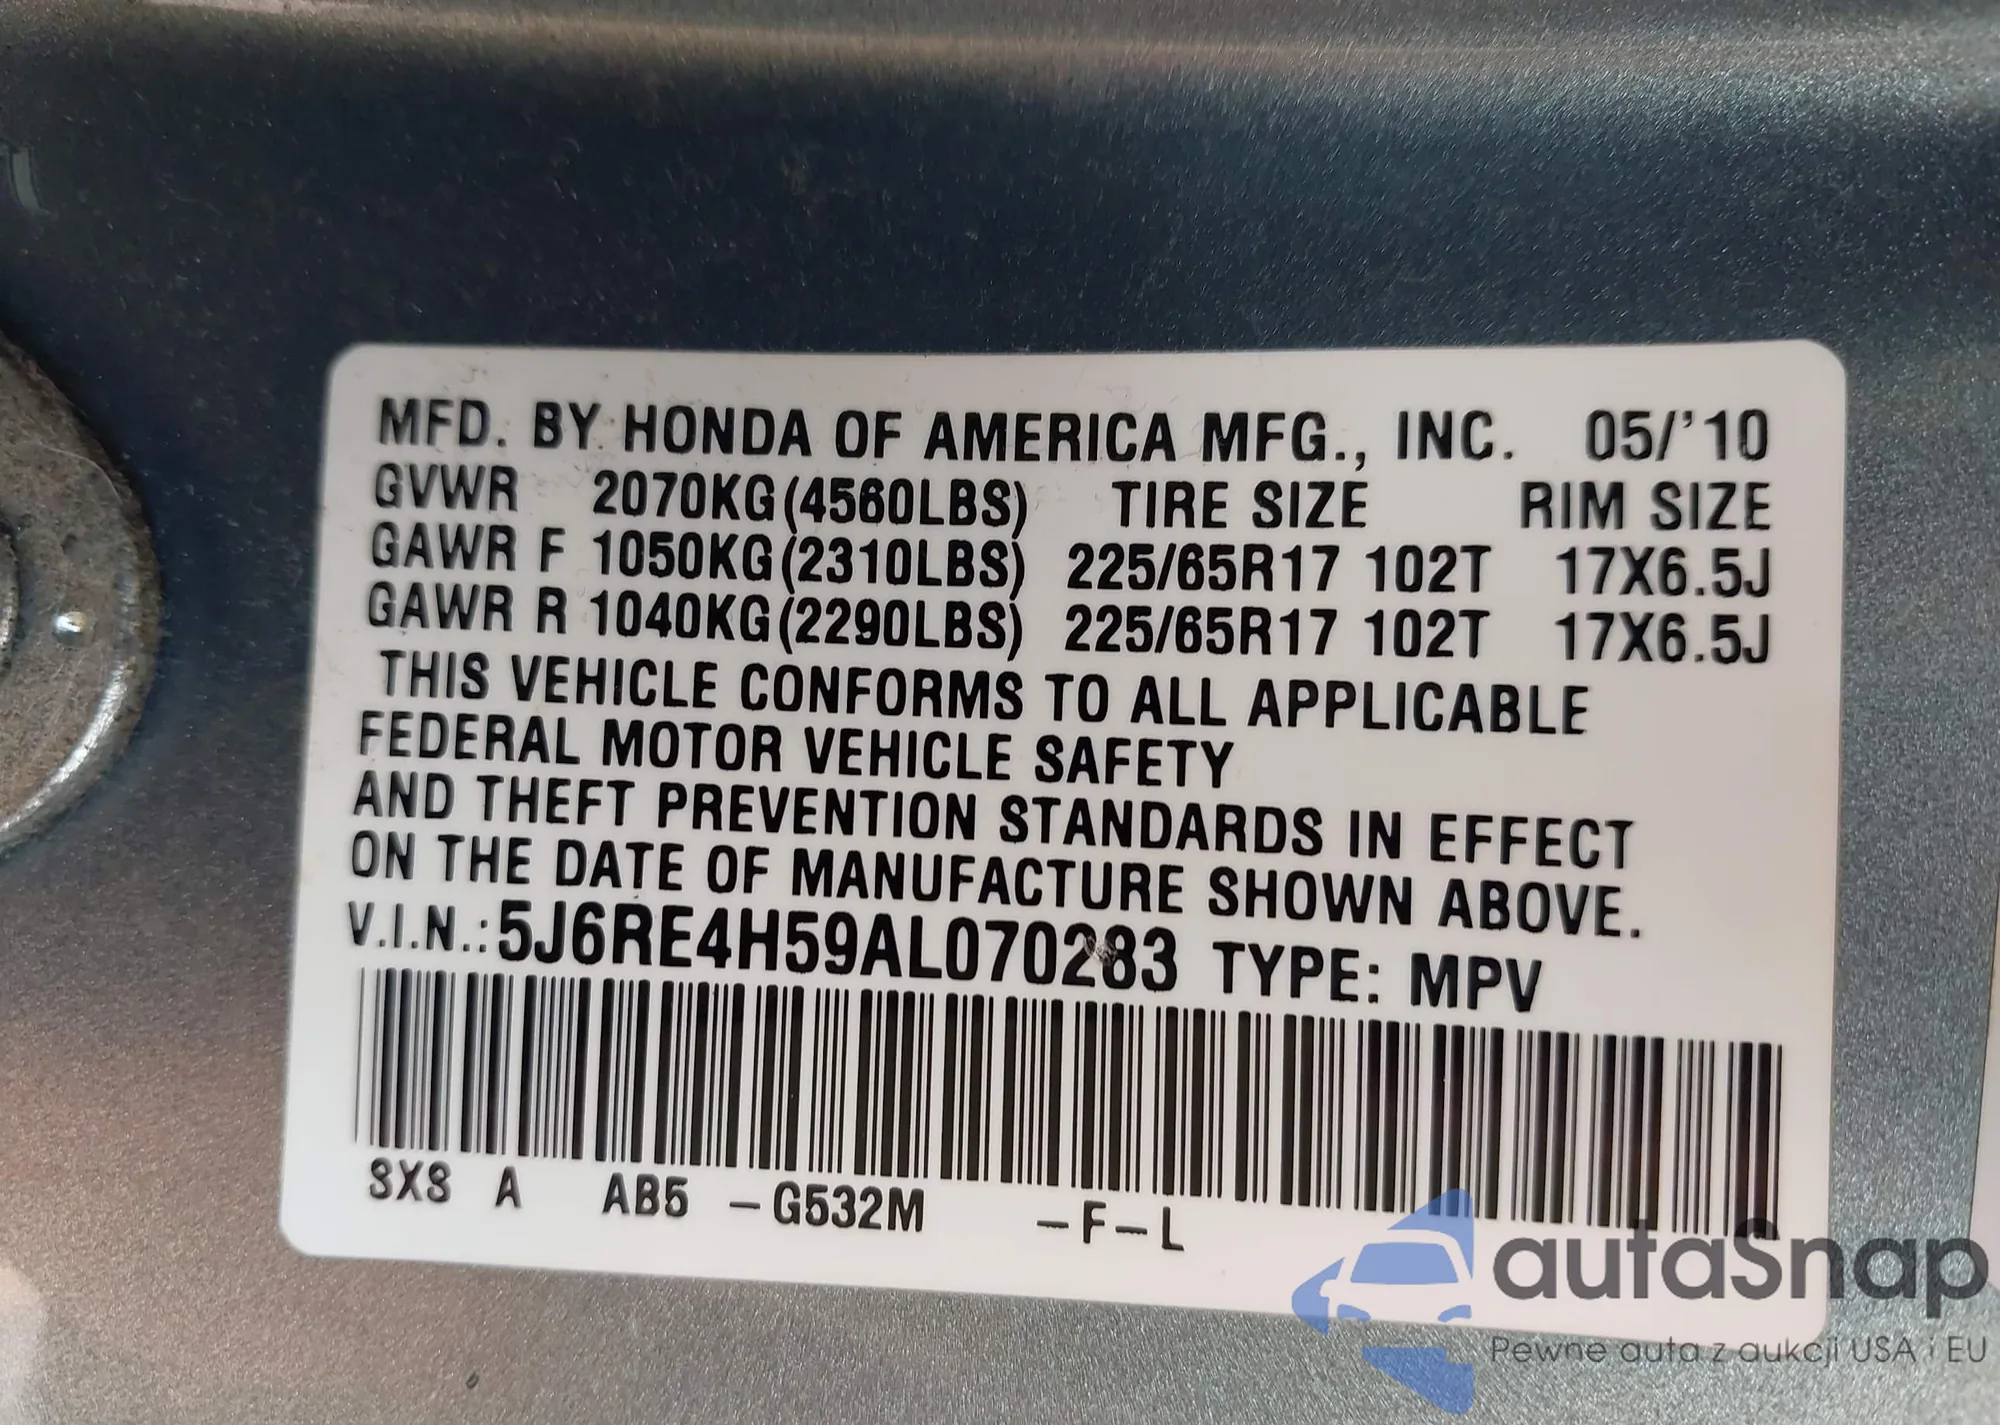 MFD. BY HONDA OF AMERICA MFG., INC. 05/'10
GVWR 2070KG(4560LBS) TIRE SIZE RIM SIZE
GAWR F 1050KG(2310LBS) 225/65R17 102T 17X6.5J
GAWR R 1040KG(2290LBS) 225/65R17 102T 17X6.5J
THIS VEHICLE CONFORMS TO ALL APPLICABLE
FEDERAL MOTOR VEHICLE SAFETY
AND THEFT PREVENTION STANDARDS IN EFFECT
ON THE DATE OF MANUFACTURE SHOWN ABOVE.
V.I.N.:5J6RE4H59AL070283 TYPE: MPV
SXS A AB5 -G532M -F-L
autaSnap
Pewne auta z aukcji USA i EU